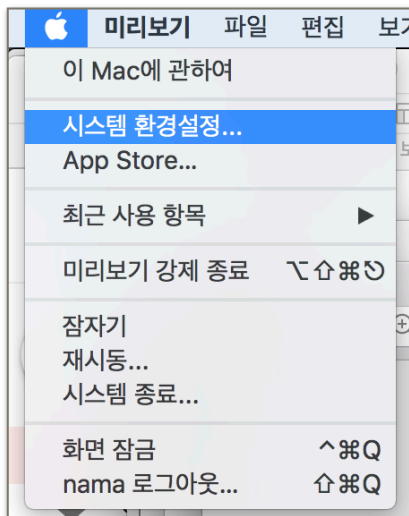 미리보기 파일 편집 보기
이 Mac에 관하여
시스템 환경설정...
App Store...
최근 사용 항목 ▶
미리보기 강제 종료 ⌥⇧⌘⎋
잠자기
재시동...
시스템 종료...
화면 잠금 ^⌘Q
nama 로그아웃... ⇧⌘Q